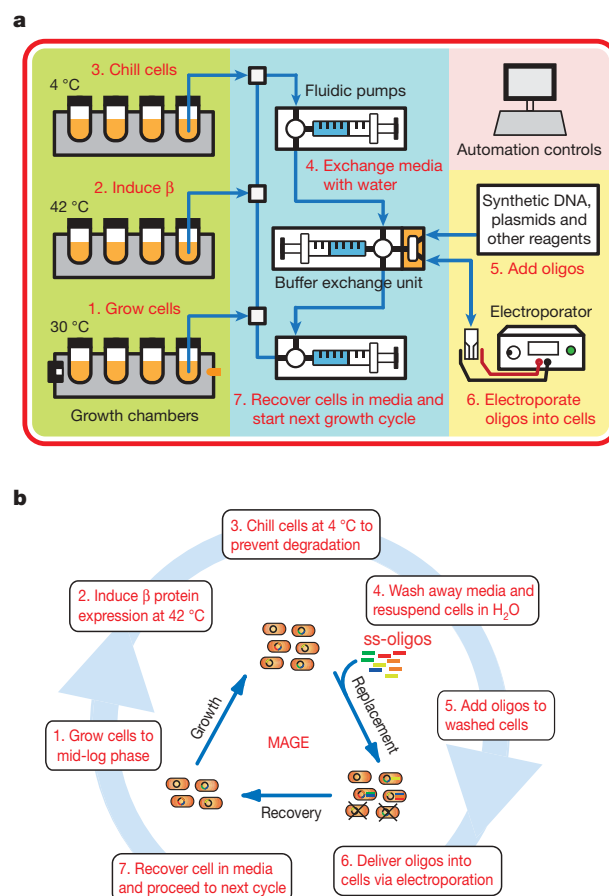 a
3. Chill cells
4 °C
2. Induce β
42 °C
1. Grow cells
30 °C
Growth chambers
Fluidic pumps
4. Exchange media
with water
Buffer exchange unit
7. Recover cells in media and
start next growth cycle
Automation controls
Synthetic DNA,
plasmids and
other reagents
5. Add oligos
Electroporator
6. Electroporate
oligos into cells
b
3. Chill cells at 4 °C to
prevent degradation
2. Induce β protein
expression at 42 °C
4. Wash away media and
resuspend cells in H₂O
ss-oligos
Growth
Replacement
MAGE
1. Grow cells to
mid-log phase
5. Add oligos to
washed cells
Recovery
7. Recover cell in media
and proceed to next cycle
6. Deliver oligos into
cells via electroporation